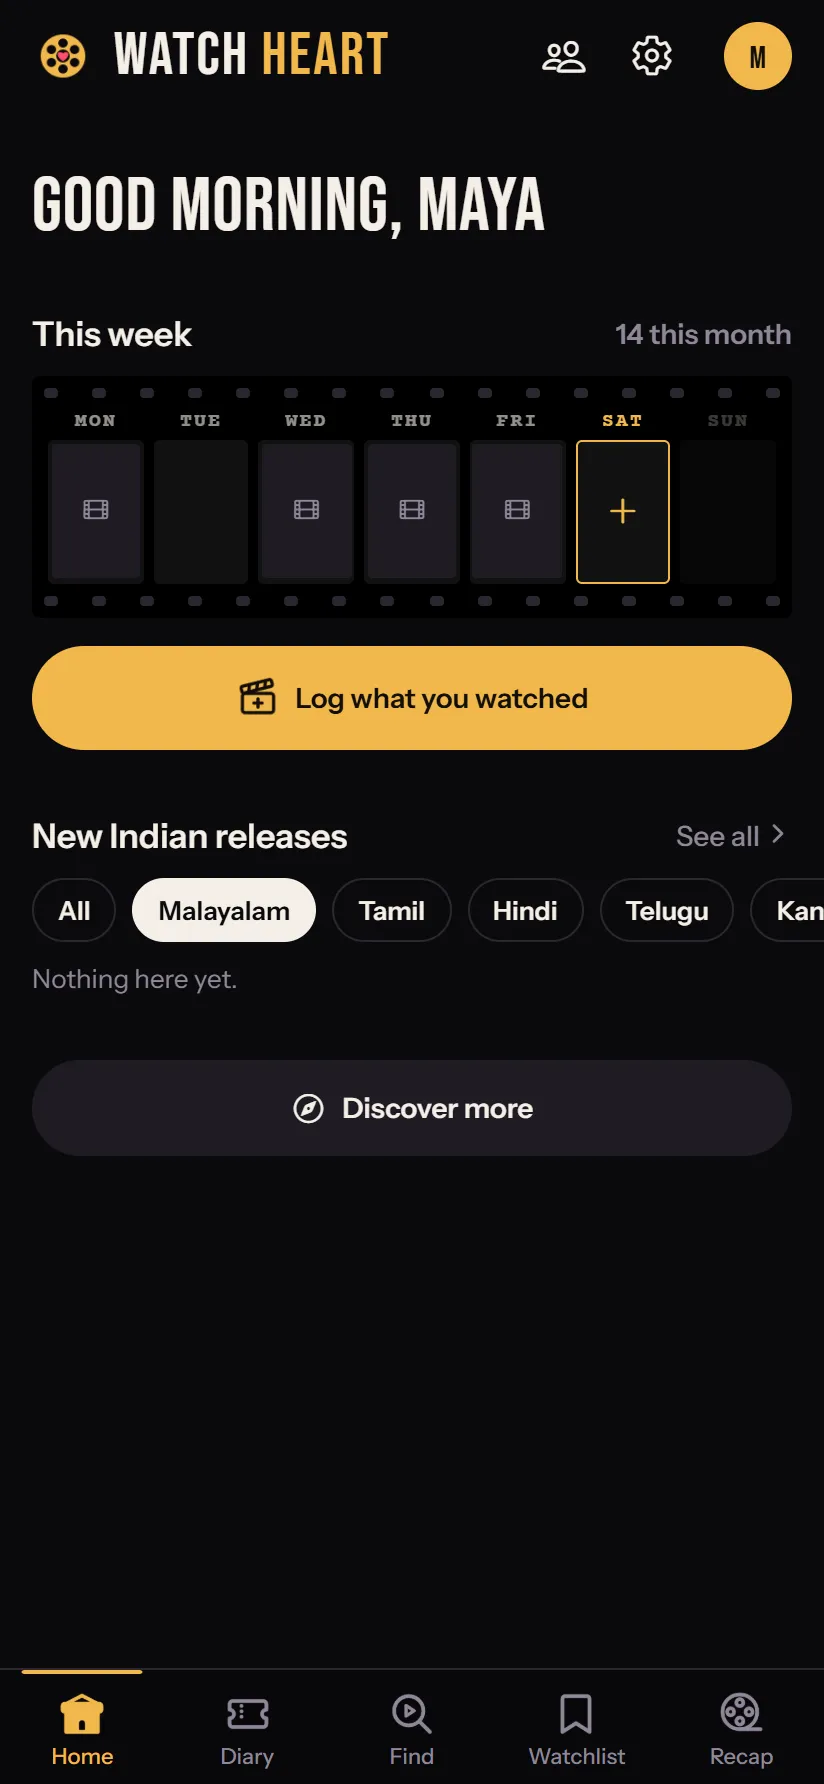 WATCH HEART
M
GOOD MORNING, MAYA
This week
14 this month
MON TUE WED THU FRI SAT SUN
Log what you watched
New Indian releases
See all
All Malayalam Tamil Hindi Telugu Kan
Nothing here yet.
Discover more
Home Diary Find Watchlist Recap